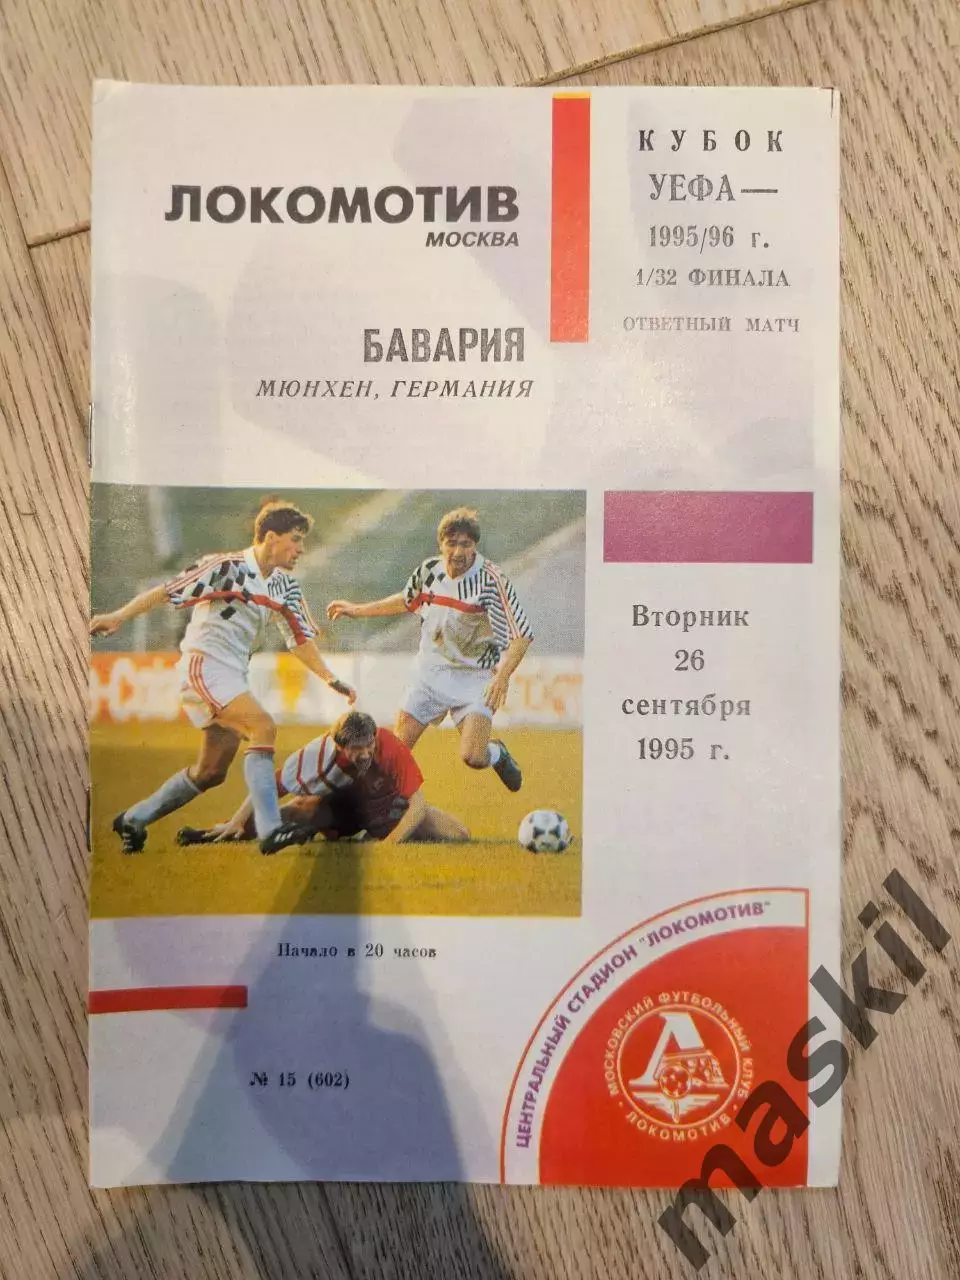 ЛОКОМОТИВ
МОСКВА
БАВАРИЯ
МЮНХЕН, ГЕРМАНИЯ
КУБОК
УЕФА—
1995/96 г.
1/32 ФИНАЛА
ОТВЕТНЫЙ МАТЧ
Вторник
26
сентября
1995 г.
Начало в 20 часов
№ 15 (602)
ЦЕНТРАЛЬНЫЙ СТАДИОН "ЛОКОМОТИВ"
МОСКОВСКИЙ ФУТБОЛЬНЫЙ КЛУБ
• ЛОКОМОТИВ •
maskil